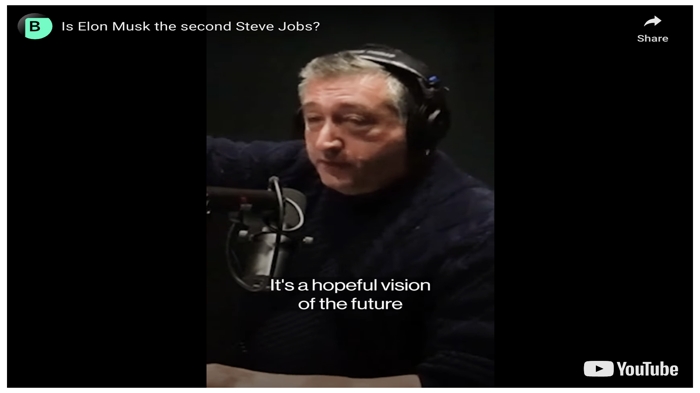 B
Is Elon Musk the second Steve Jobs?
Share
It's a hopeful vision
of the future
YouTube